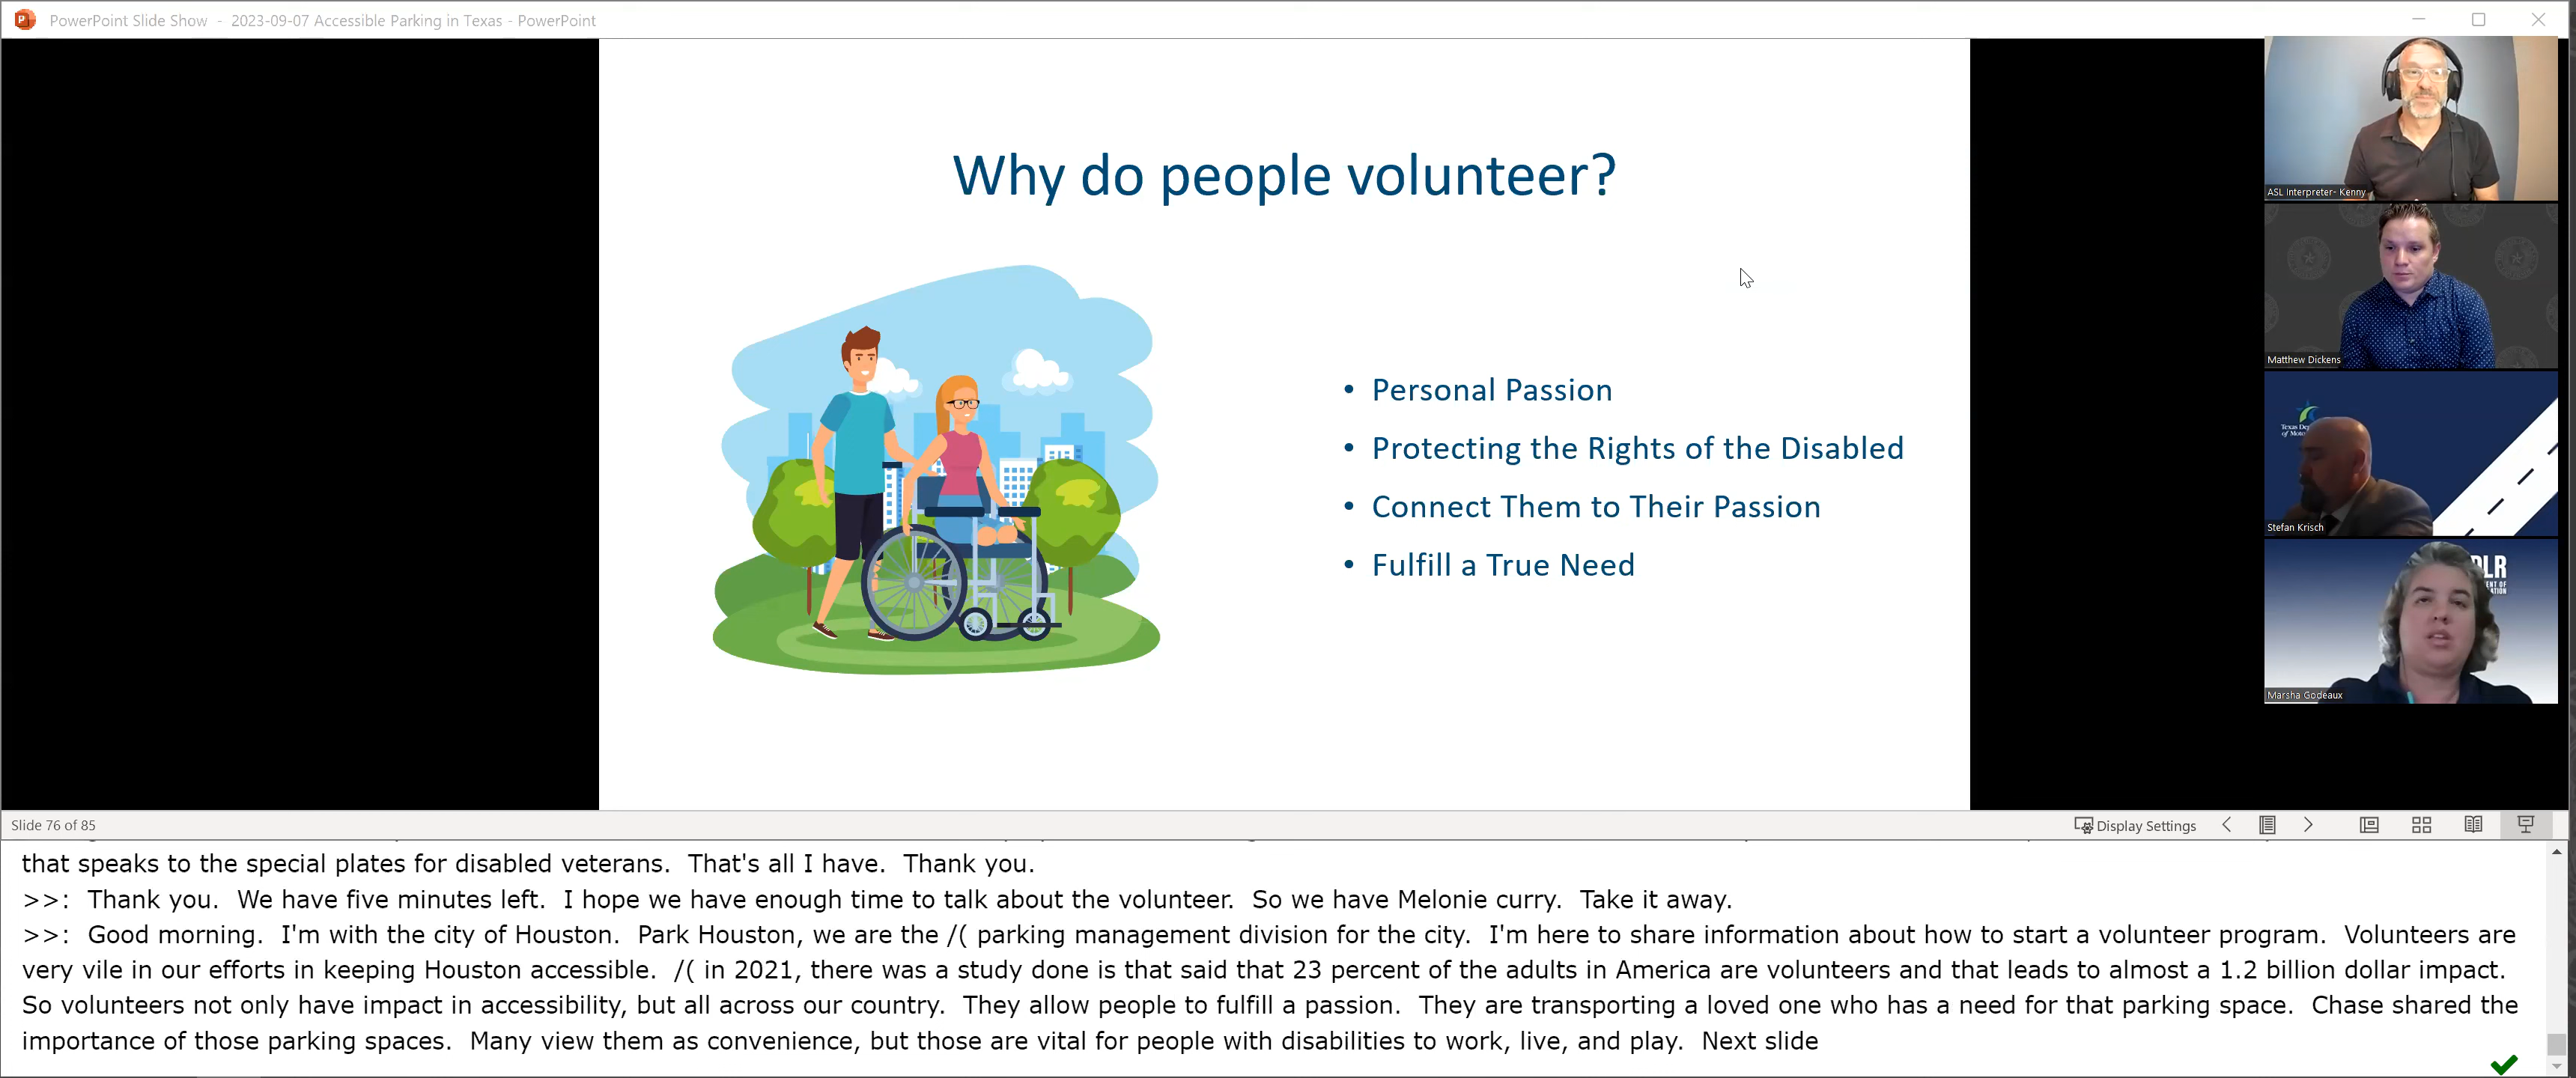 PowerPoint Slide Show - 2023-09-07 Accessible Parking in Texas - PowerPoint
Why do people volunteer?
• Personal Passion
• Protecting the Rights of the Disabled
• Connect Them to Their Passion
• Fulfill a True Need
ASL Interpreter- Kenny
Matthew Dickens
Texas De
of Moto
Stefan Krisch
DLR
ENT OF
ATION
Marsha Godeaux
Slide 76 of 85
Display Settings
that speaks to the special plates for disabled veterans. That's all I have. Thank you.
>>: Thank you. We have five minutes left. I hope we have enough time to talk about the volunteer. So we have Melonie curry. Take it away.
>>: Good morning. I'm with the city of Houston. Park Houston, we are the /( parking management division for the city. I'm here to share information about how to start a volunteer program. Volunteers are
very vile in our efforts in keeping Houston accessible. /( in 2021, there was a study done is that said that 23 percent of the adults in America are volunteers and that leads to almost a 1.2 billion dollar impact.
So volunteers not only have impact in accessibility, but all across our country. They allow people to fulfill a passion. They are transporting a loved one who has a need for that parking space. Chase shared the
importance of those parking spaces. Many view them as convenience, but those are vital for people with disabilities to work, live, and play. Next slide